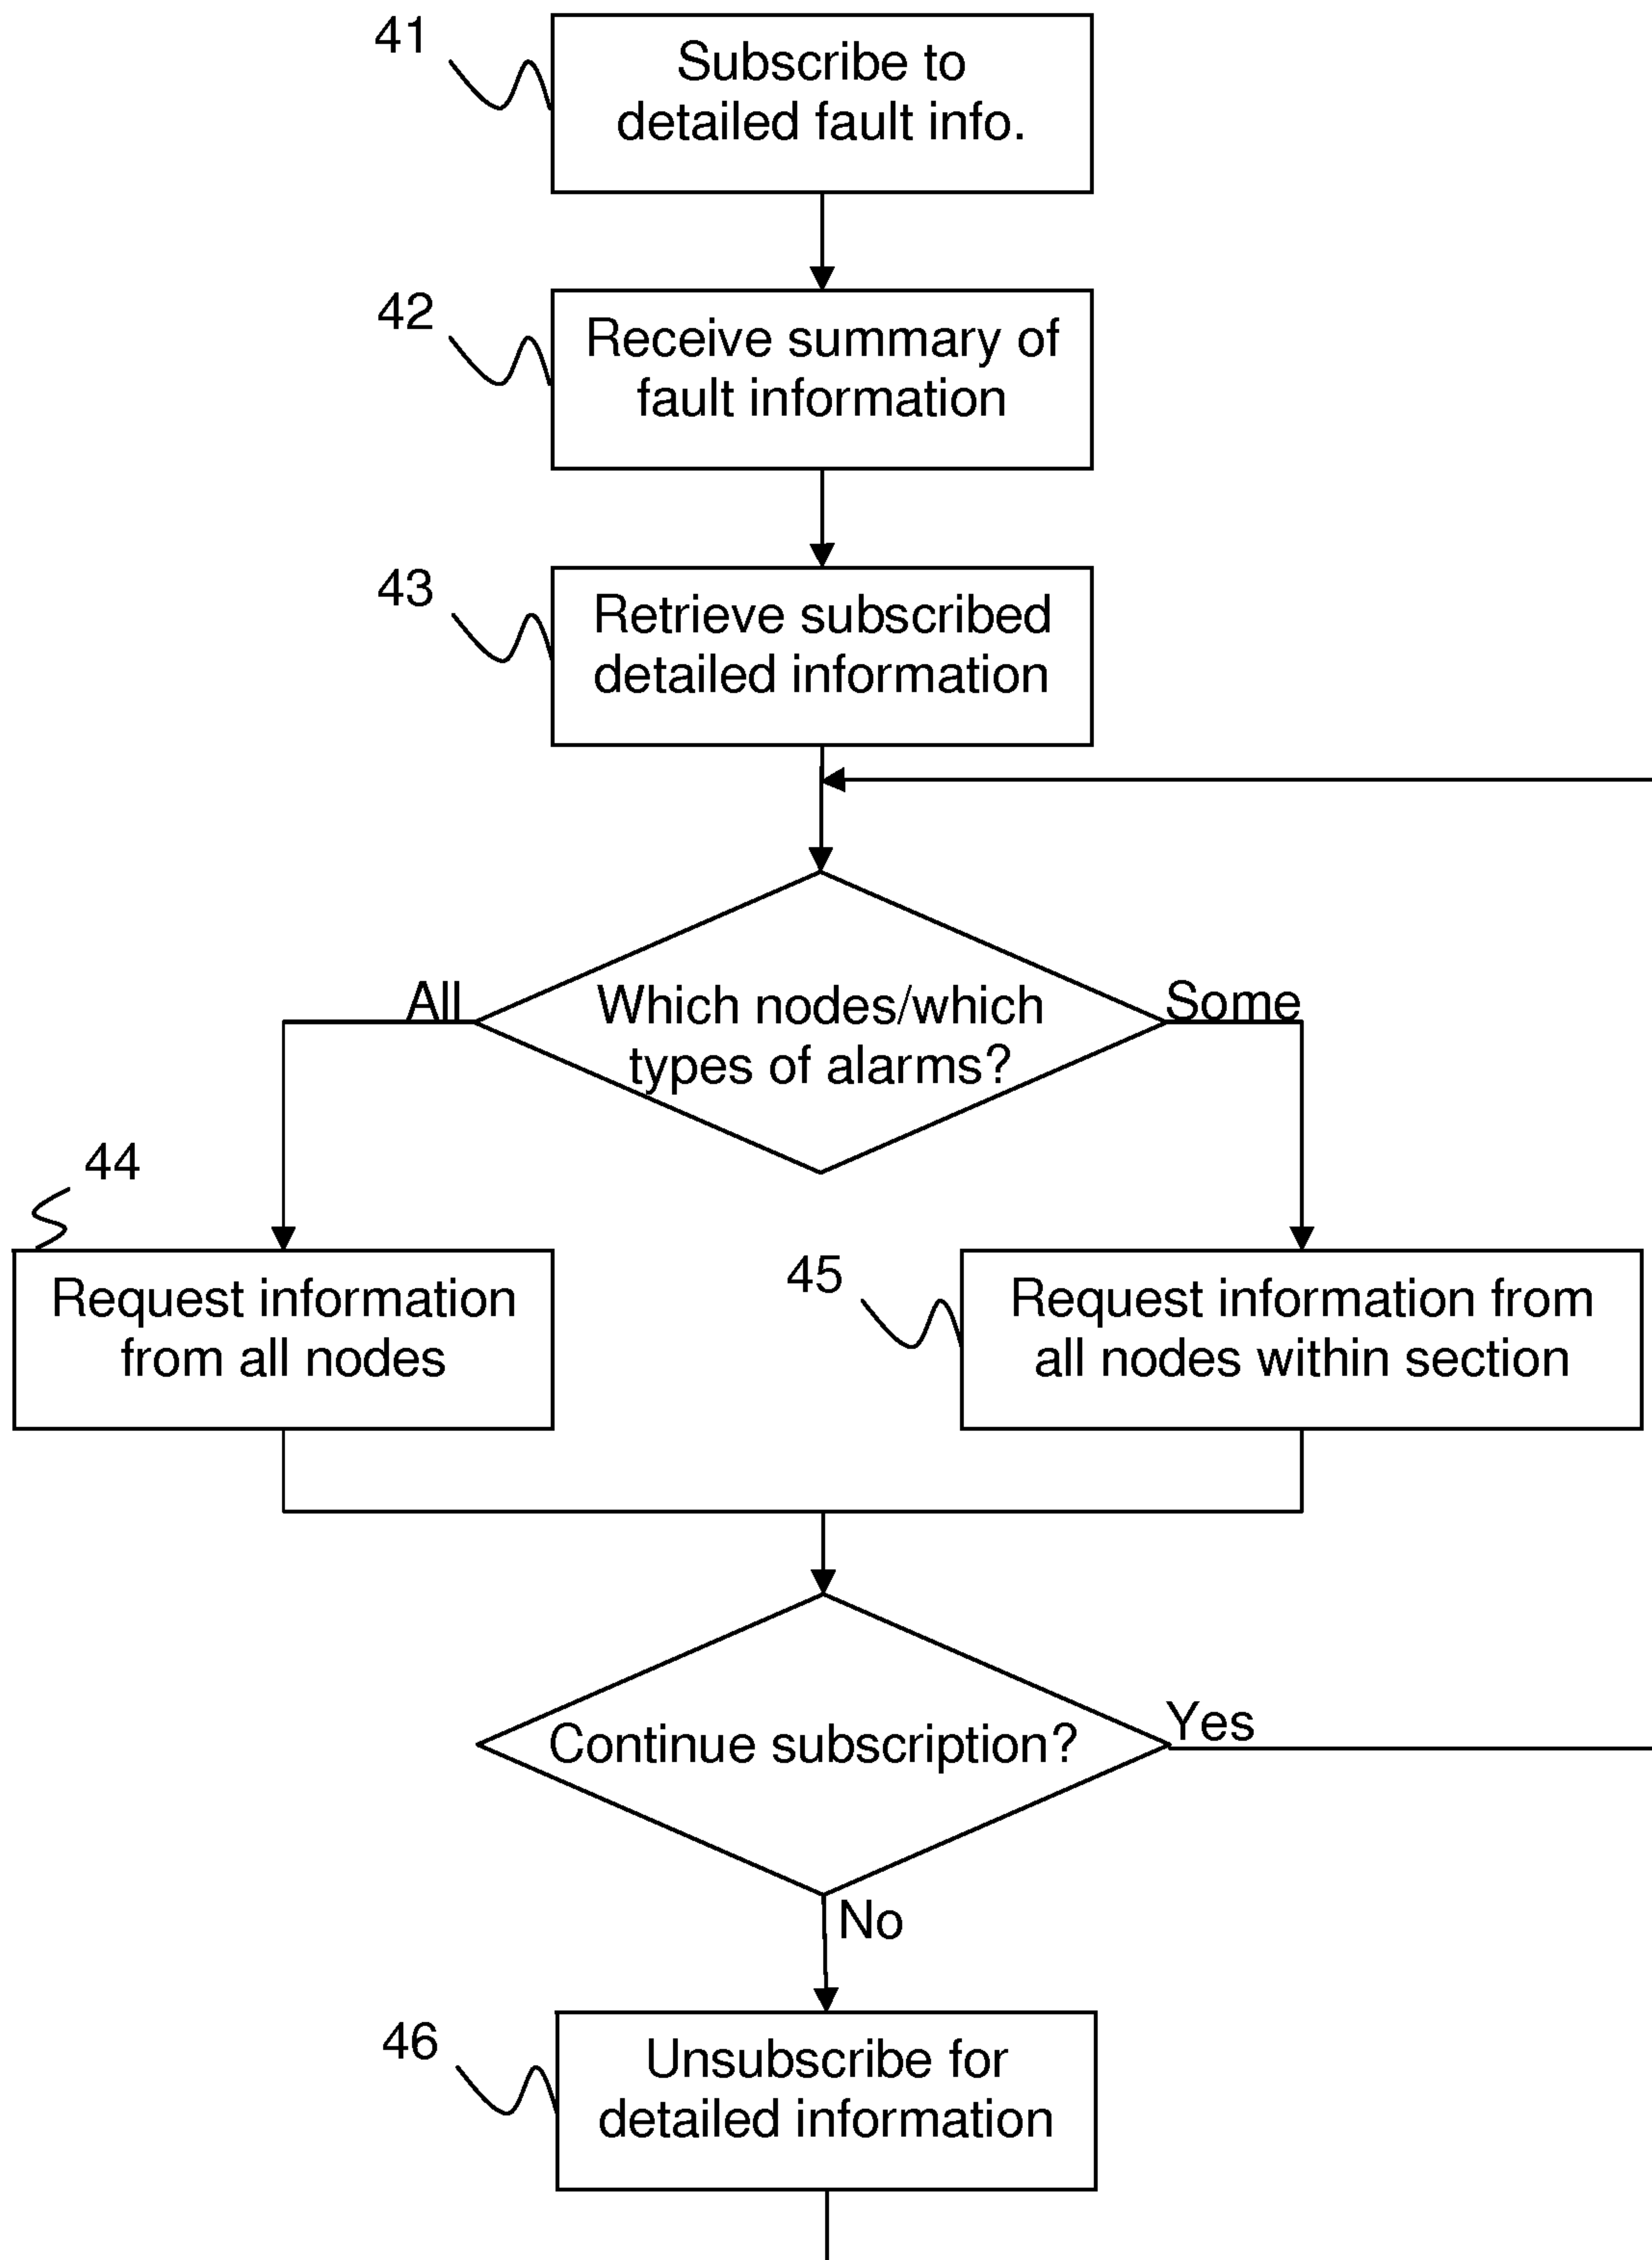 41
Subscribe to
detailed fault info.
42
Receive summary of
fault information
43
Retrieve subscribed
detailed information
All
Which nodes/which
types of alarms?
Some
44
Request information
from all nodes
45
Request information from
all nodes within section
Continue subscription?
Yes
No
46
Unsubscribe for
detailed information